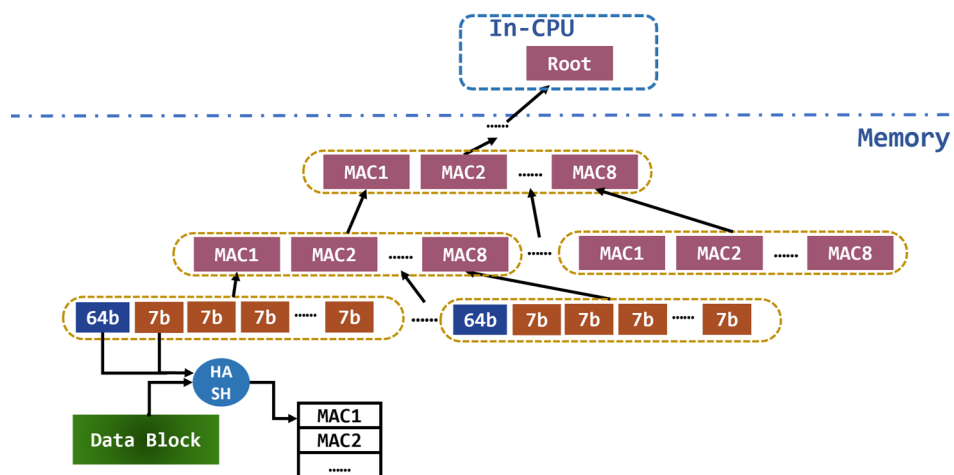 In-CPU
Root
......
Memory
MAC1 MAC2 ...... MAC8
MAC1 MAC2 ...... MAC8 ...... MAC1 MAC2 ...... MAC8
64b 7b 7b 7b ...... 7b ...... 64b 7b 7b 7b ...... 7b
HA
SH
Data Block
MAC1
MAC2
......